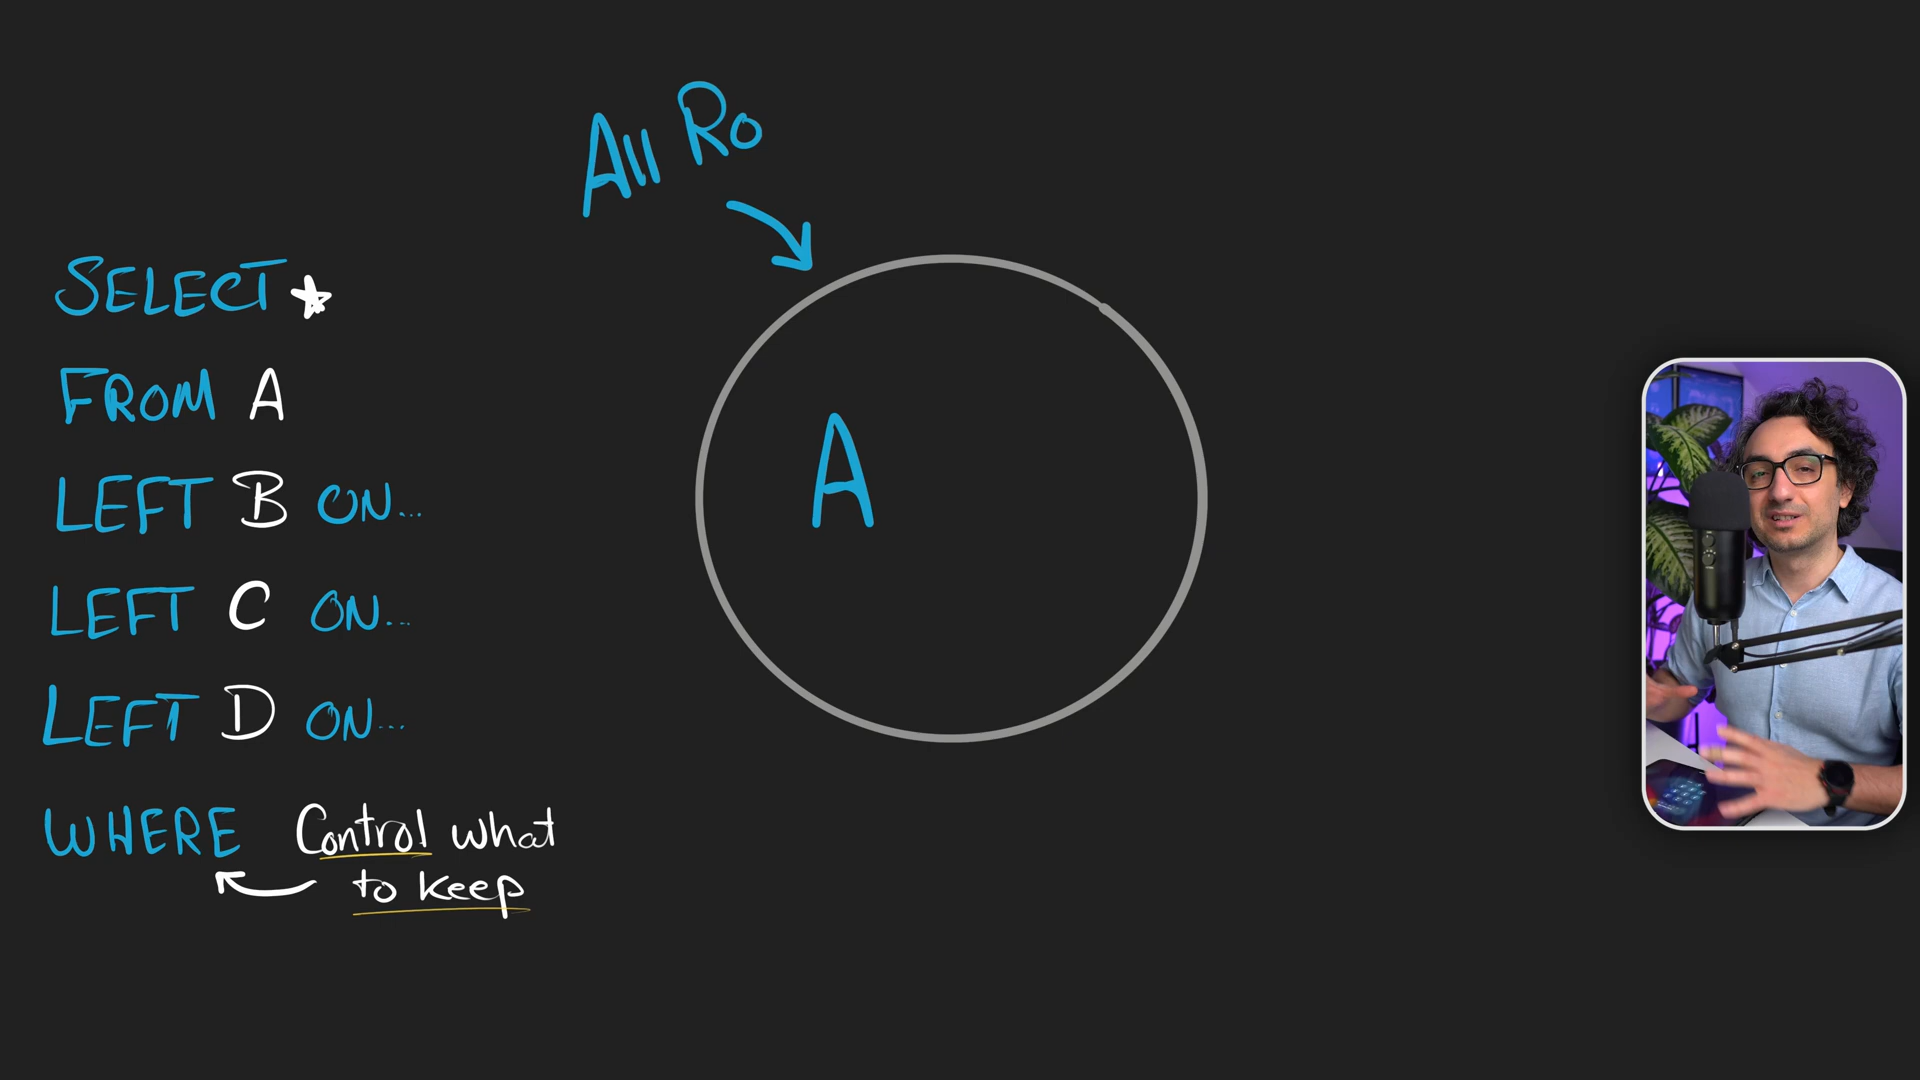 All Ro
SELECT *
FROM A
LEFT B ON...
LEFT C ON...
LEFT D ON...
WHERE Control what
to keep
A